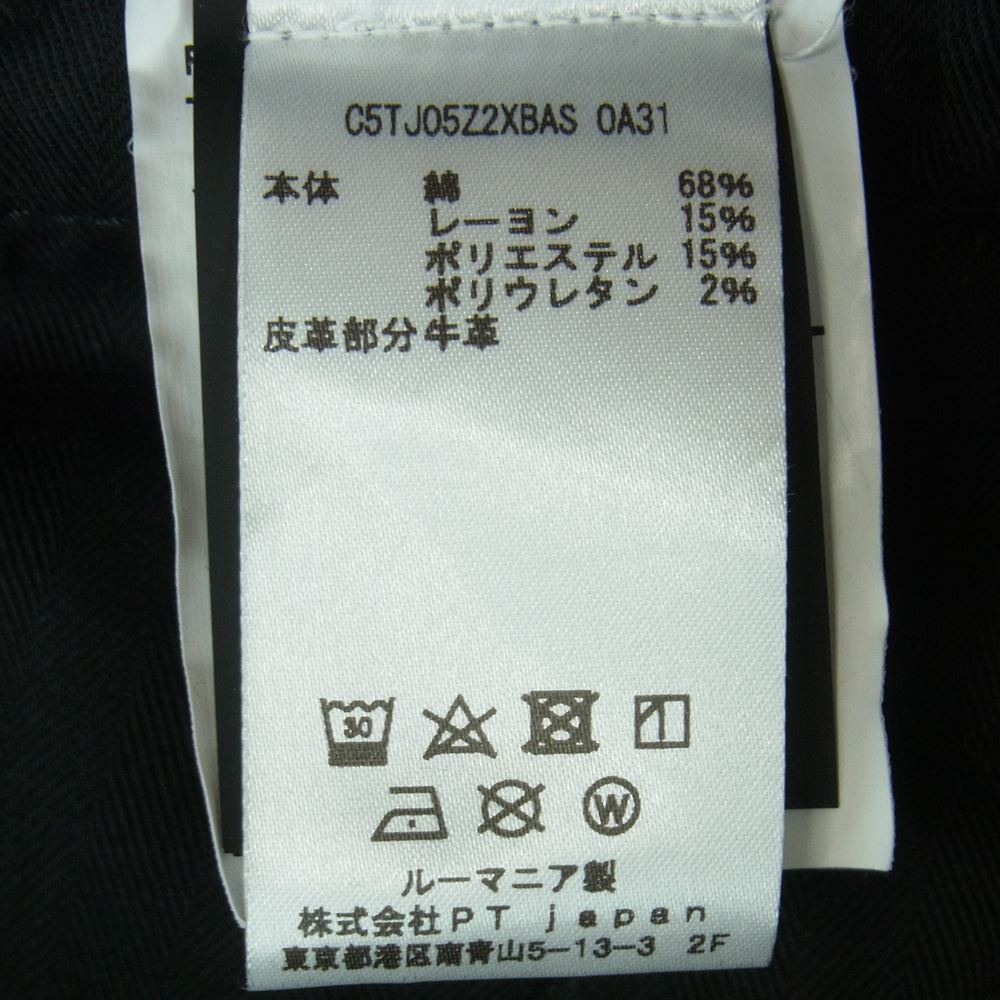 C5TJ05Z2XBAS 0A31
本体 綿 68%
レーヨン 15%
ポリエステル 15%
ポリウレタン 2%
皮革部分 牛革
30
W
ルーマニア製
株式会社PT japan
東京都港区南青山5-13-3 2F